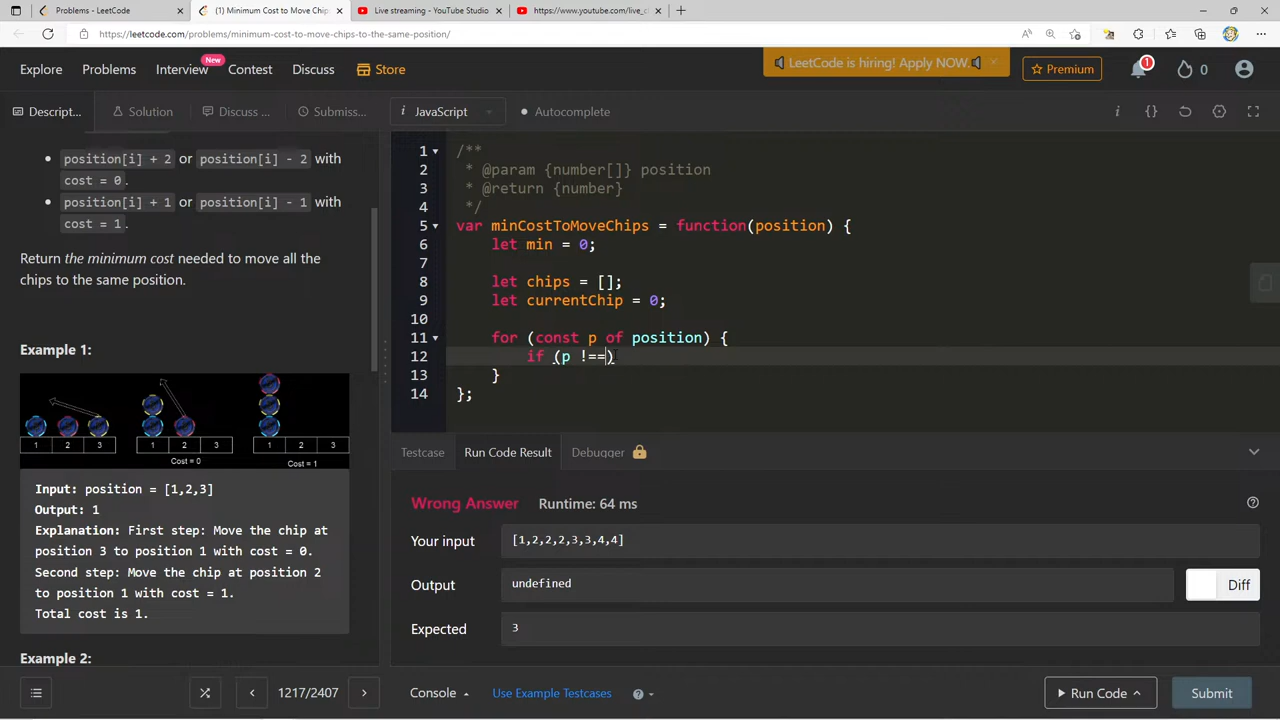 Problems - LeetCode
(1) Minimum Cost to Move Chip
Live streaming - YouTube Studio
https://www.youtube.com/live_c
https://leetcode.com/problems/minimum-cost-to-move-chips-to-the-same-position/
Explore
Problems
Interview
New
Contest
Discuss
Store
LeetCode is hiring! Apply NOW.
Premium
1
0
Descript...
Solution
Discuss ...
Submiss...
i JavaScript
Autocomplete
position[i] + 2 or position[i] - 2 with
cost = 0.
position[i] + 1 or position[i] - 1 with
cost = 1.
Return the minimum cost needed to move all the
chips to the same position.
Example 1:
1 2 3
1 2 3
1 2 3
Cost = 0
Cost = 1
Input: position = [1,2,3]
Output: 1
Explanation: First step: Move the chip at
position 3 to position 1 with cost = 0.
Second step: Move the chip at position 2
to position 1 with cost = 1.
Total cost is 1.
Example 2:
1 /**
2 * @param {number[]} position
3 * @return {number}
4 */
5 var minCostToMoveChips = function(position) {
6 let min = 0;
7
8 let chips = [];
9 let currentChip = 0;
10
11 for (const p of position) {
12 if (p !==)
13 }
14 };
Testcase
Run Code Result
Debugger
Wrong Answer
Runtime: 64 ms
Your input
[1,2,2,2,3,3,4,4]
Output
undefined
Diff
Expected
3
1217/2407
Console
Use Example Testcases
Run Code
Submit